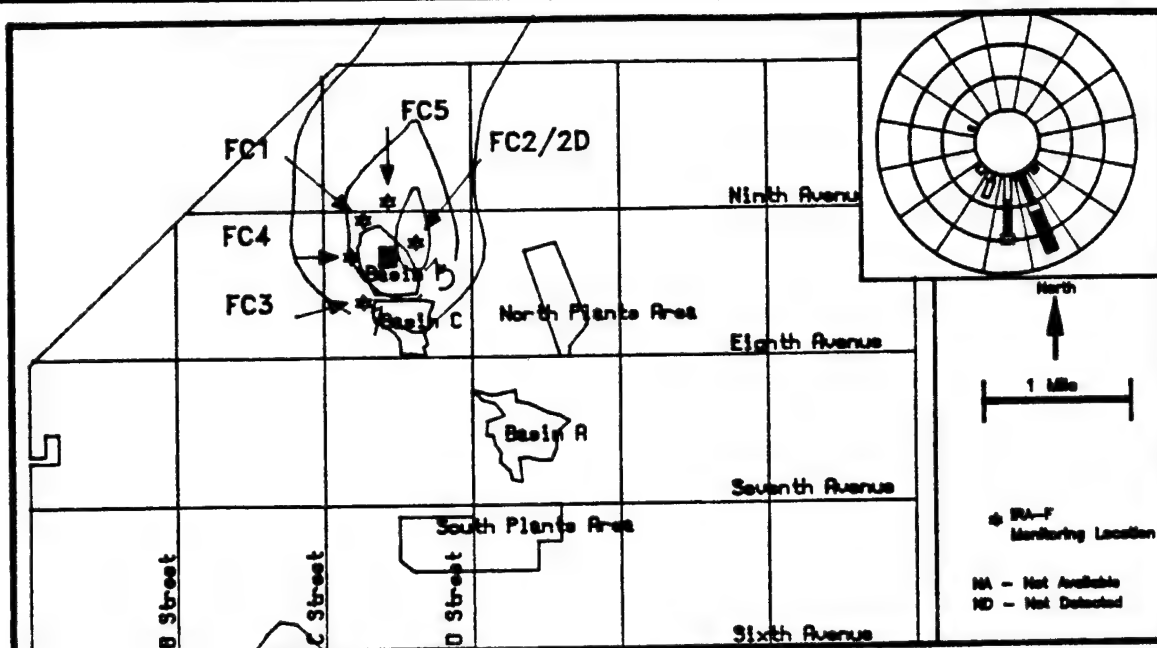 FC5
FC1
FC2/2D
Ninth Avenue
FC4
Basin F
FC3
Basin C
North Plants Area
Eighth Avenue
North
1 Mile
Basin A
Seventh Avenue
South Plants Area
IRA-F
Monitoring Location
NA - Not Available
ND - Not Detected
B Street
C Street
D Street
Sixth Avenue